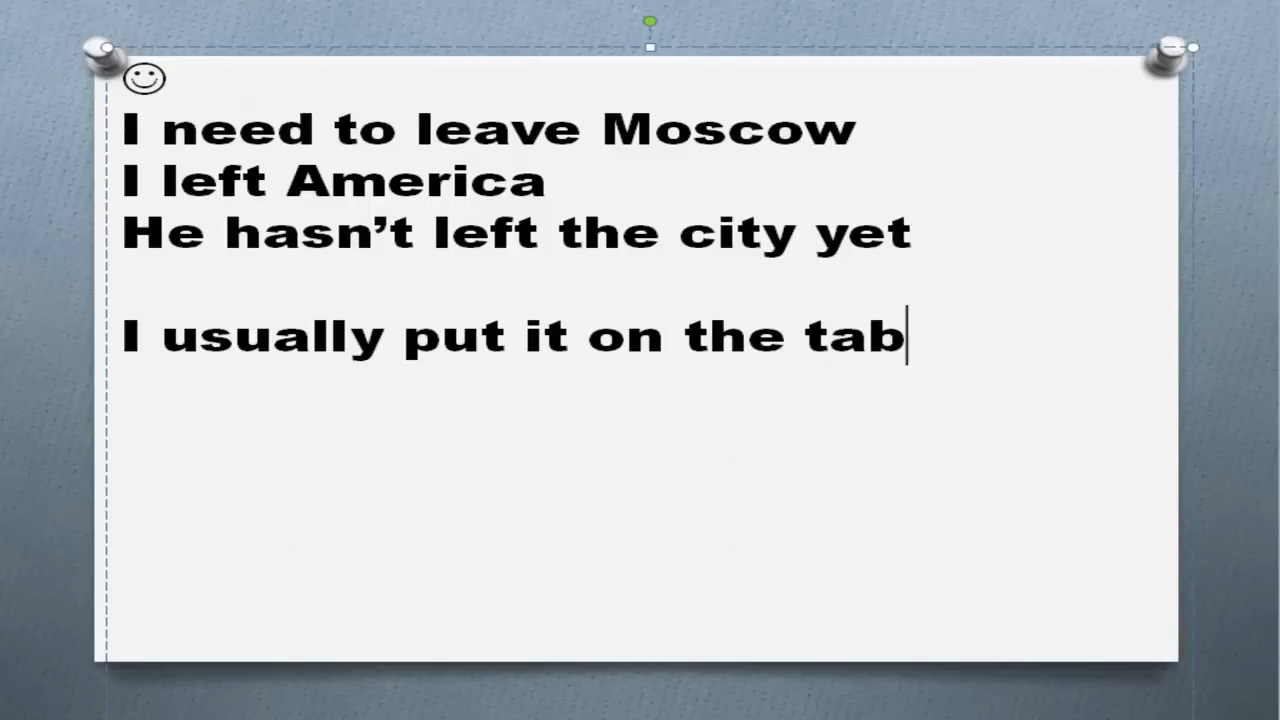 I need to leave Moscow
I left America
He hasn’t left the city yet
I usually put it on the tab